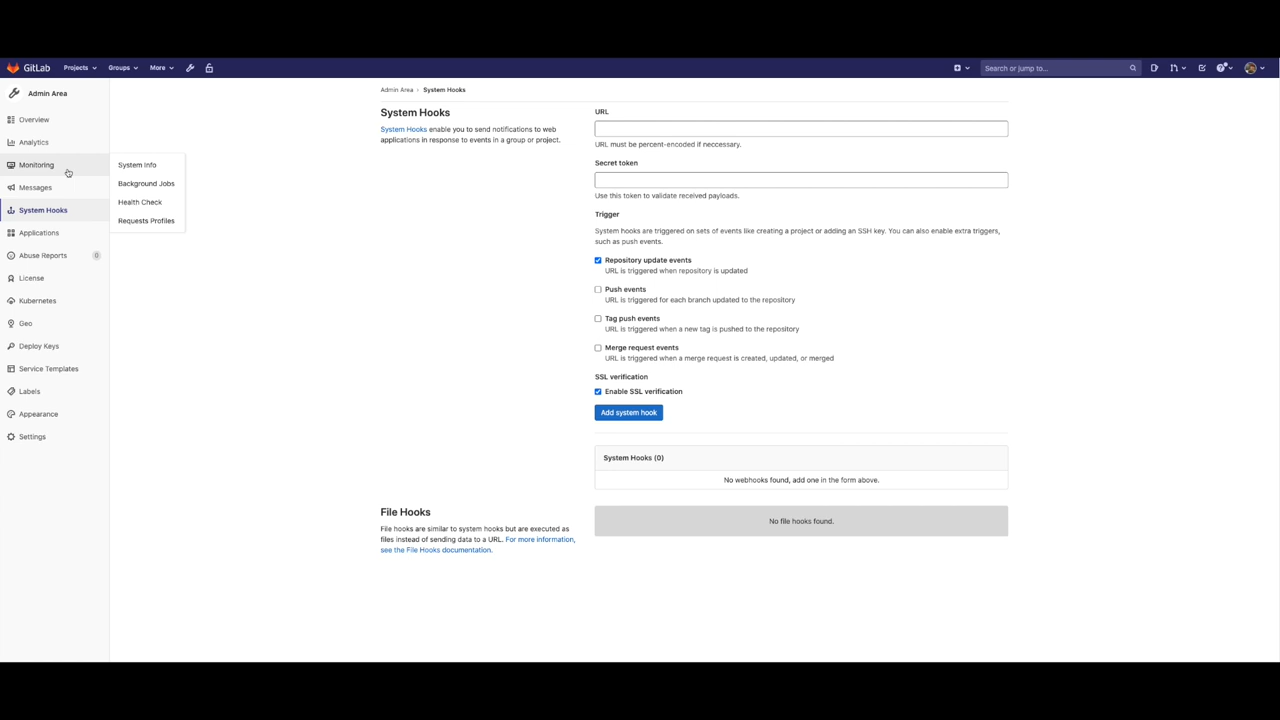 GitLab
Projects
Groups
More
Search or jump to...
Admin Area
Overview
Analytics
Monitoring
Messages
System Hooks
Applications
Abuse Reports 0
License
Kubernetes
Geo
Deploy Keys
Service Templates
Labels
Appearance
Settings
System Info
Background Jobs
Health Check
Requests Profiles
Admin Area › System Hooks
System Hooks
System Hooks enable you to send notifications to web
applications in response to events in a group or project.
URL
URL must be percent-encoded if neccessary.
Secret token
Use this token to validate received payloads.
Trigger
System hooks are triggered on sets of events like creating a project or adding an SSH key. You can also enable extra triggers,
such as push events.
Repository update events
URL is triggered when repository is updated
Push events
URL is triggered for each branch updated to the repository
Tag push events
URL is triggered when a new tag is pushed to the repository
Merge request events
URL is triggered when a merge request is created, updated, or merged
SSL verification
Enable SSL verification
Add system hook
System Hooks (0)
No webhooks found, add one in the form above.
File Hooks
File hooks are similar to system hooks but are executed as
files instead of sending data to a URL. For more information,
see the File Hooks documentation.
No file hooks found.